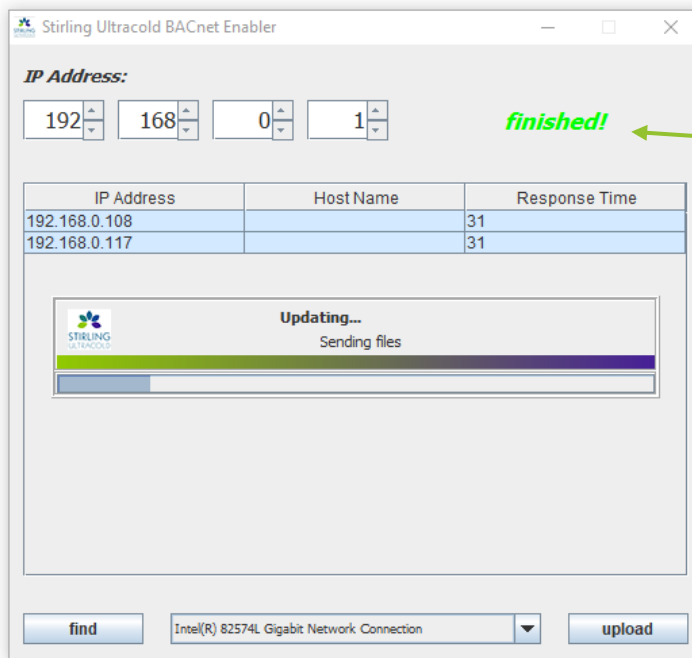 Stirling Ultracold BACnet Enabler
IP Address:
192 168 0 1
finished!
IP Address Host Name Response Time
192.168.0.108 31
192.168.0.117 31
Updating...
Sending files
STIRLING
ULTRACOLD
find Intel(R) 82574L Gigabit Network Connection upload